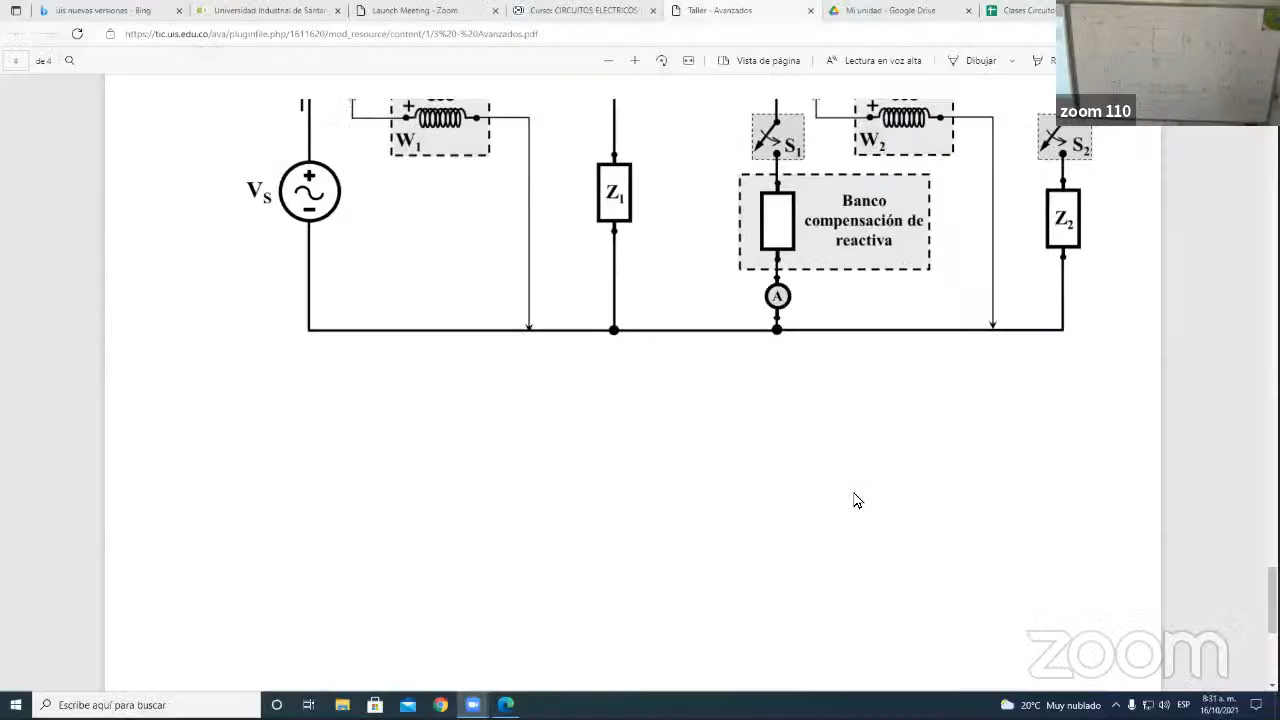 uis nuevas versiones - Bing
Universidad Industrial de Santa
Launch Meeting - Zoom
Curso: CIRCUITOS ELECTRICOS
Taller - Avanzados
Mi unidad - Google Drive
Clases Circuito
https://tic.uis.edu.co/ava/pluginfile.php/1611620/mod_resource/content/1/3%20-%20Avanzados.pdf
de 4
Vista de página
Lectura en voz alta
Dibujar
zoom 110
W1
S1
W2
S2
VS
Z1
Banco
compensación de
reactiva
Z2
A
zoom
Escribe aquí para buscar
20°C Muy nublado
ESP
8:31 a. m.
16/10/2021